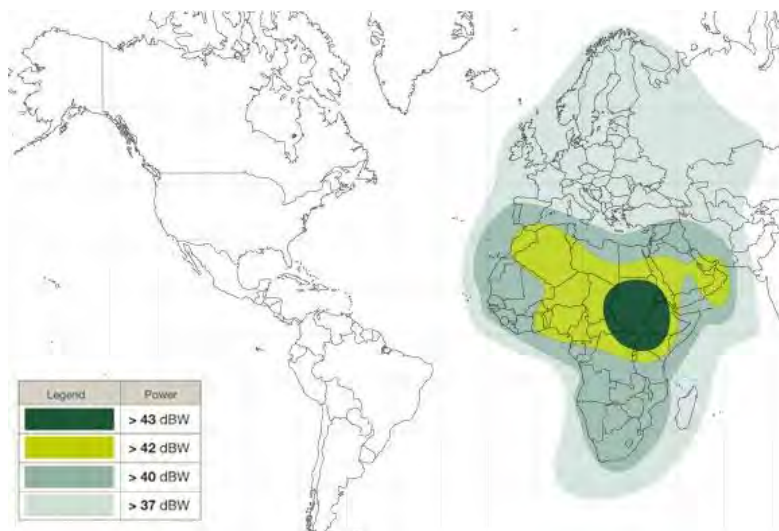 Legend Power
> 43 dBW
> 42 dBW
> 40 dBW
> 37 dBW